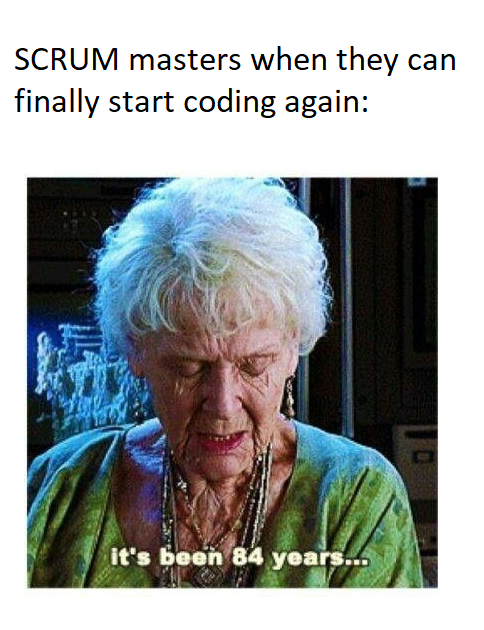 SCRUM masters when they can
finally start coding again:
it's been 84 years...